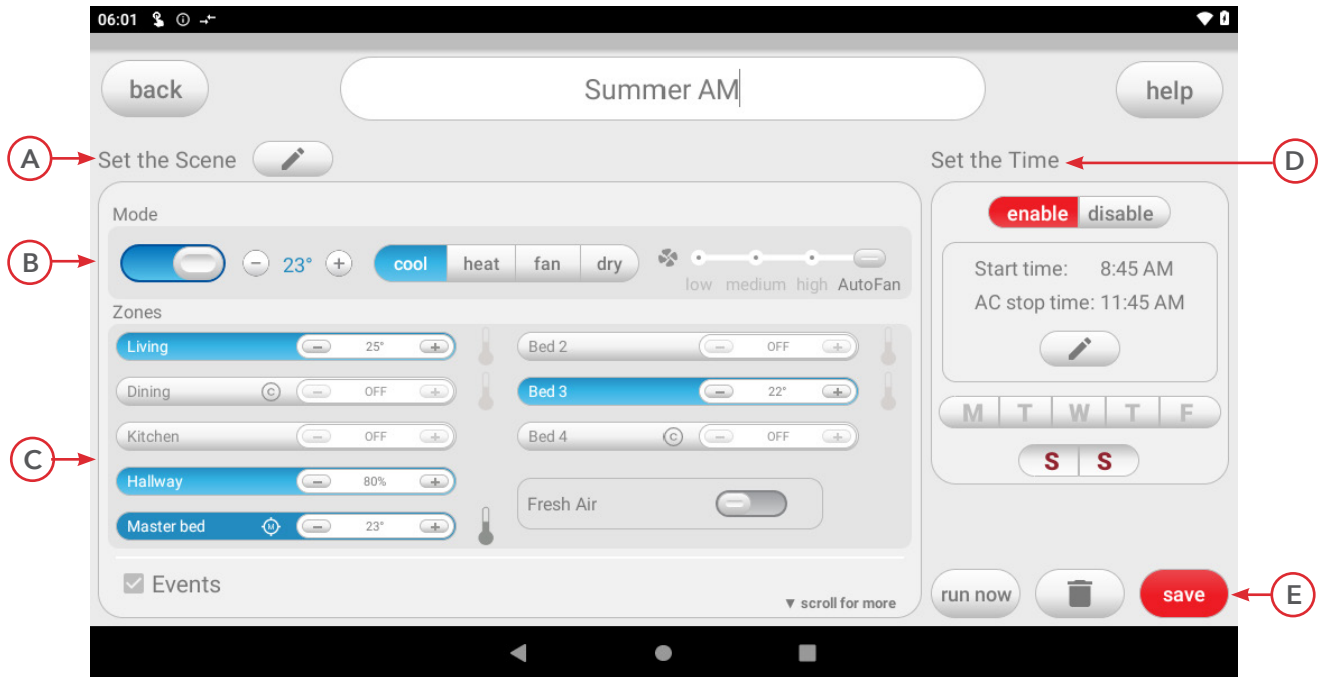 06:01
back
Summer AM
help
A
Set the Scene
Set the Time
D
Mode
enable disable
B
23°
cool heat fan dry
low medium high AutoFan
Start time: 8:45 AM
AC stop time: 11:45 AM
Zones
Living 25°
Bed 2 OFF
Dining C OFF
Bed 3 22°
M T W T F
Kitchen OFF
Bed 4 C OFF
C
S S
Hallway 80%
Fresh Air
Master bed M 23°
Events
▼ scroll for more
run now
save
E